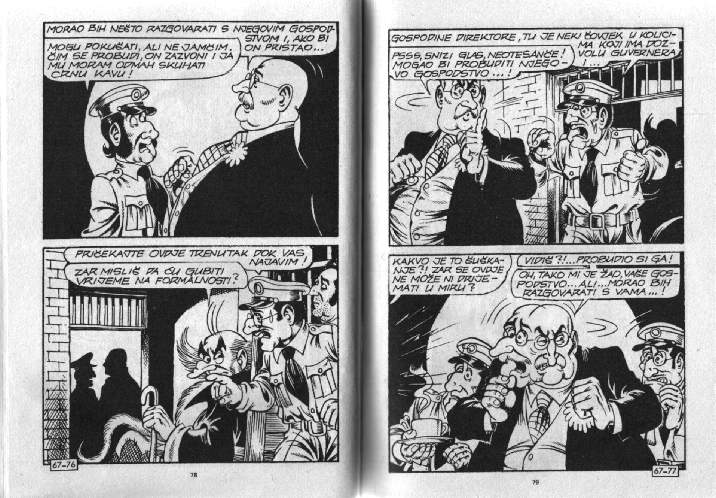 MORAO BIH NEŠTO RAZGOVARATI S NJEGOVIM GOSPOD-
STVOM I, AKO BI
ON PRISTAO...
MOGU POKUŠATI, ALI NE JAMČIM.
ČIM SE PROBUDI, ON ZAZVONI I JA
MU MORAM ODMAH SKUHATI
CRNU KAVU!
PRIČEKAJTE OVDJE TRENUTAK DOK VAS
NAJAVIM!
ZAR MISLIŠ DA ĆU GUBITI
VRIJEME NA FORMALNOSTI?
67-76
78
GOSPODINE DIREKTORE, TU JE NEKI ČOVJEK U KOLICI-
MA KOJI IMA DOZ-
VOLU GUVERNERA!
!...
PSSS, SNIZI GLAS, NEOTESANČE!
MOGAO BI PROBUDITI NJEGO-
VO GOSPODSTVO...!
KAKVO JE TO ŠUŠKA-
NJE?! ZAR SE OVDJE
NE MOŽE NI DRIJE-
MATI U MIRU?
VIDIŠ?!...PROBUDIO SI GA!
OH, TAKO MI JE ŽAO, VAŠE GOS-
PODSTVO... ALI...MORAO BIH
RAZGOVARATI S VAMA...!
67-77
79